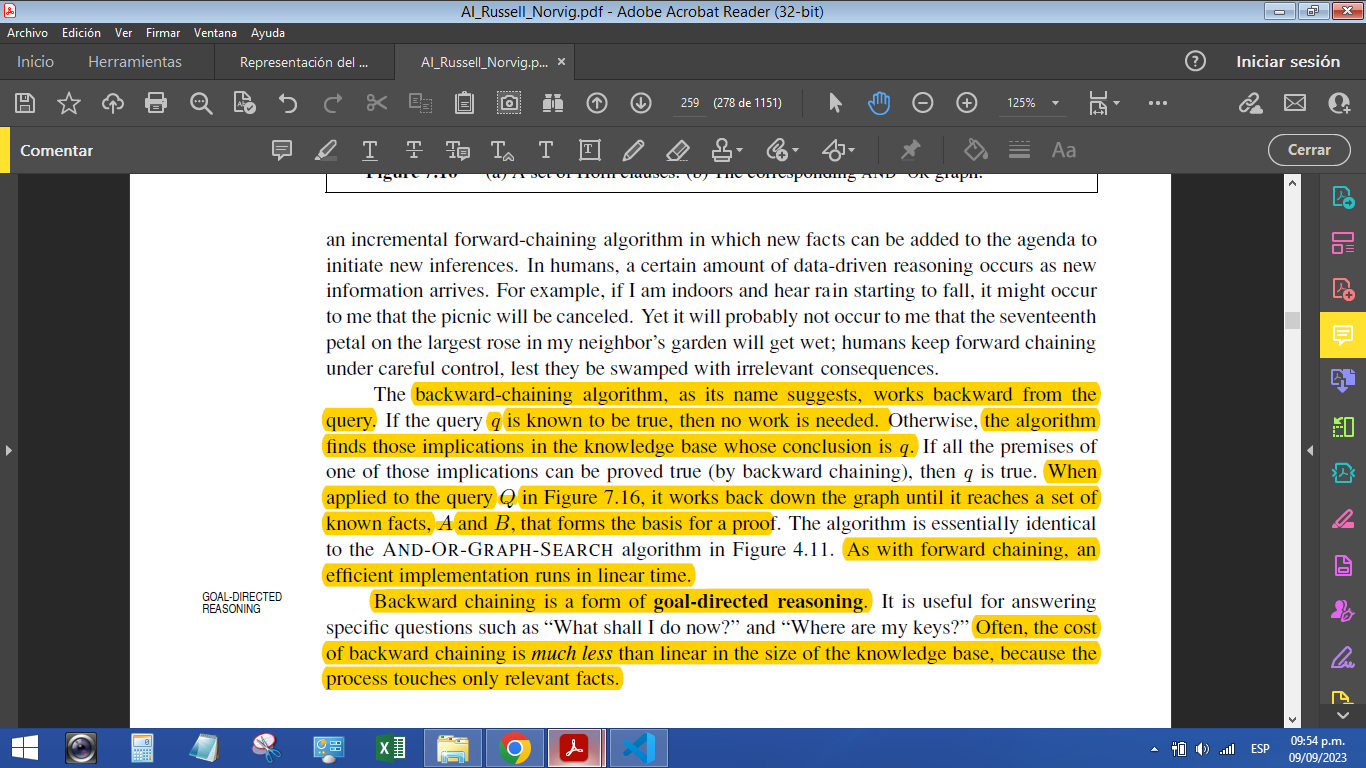 AI_Russell_Norvig.pdf - Adobe Acrobat Reader (32-bit)
Archivo Edición Ver Firmar Ventana Ayuda
Inicio Herramientas Representación del ... AI_Russell_Norvig.p... × ? Iniciar sesión
259 (278 de 1151) 125%
Comentar T T T T T T Aa Cerrar
Figure 7.16 (a) A set of Horn clauses. (b) The corresponding AND–OR graph.
an incremental forward-chaining algorithm in which new facts can be added to the agenda to
initiate new inferences. In humans, a certain amount of data-driven reasoning occurs as new
information arrives. For example, if I am indoors and hear rain starting to fall, it might occur
to me that the picnic will be canceled. Yet it will probably not occur to me that the seventeenth
petal on the largest rose in my neighbor's garden will get wet; humans keep forward chaining
under careful control, lest they be swamped with irrelevant consequences.
The backward-chaining algorithm, as its name suggests, works backward from the
query. If the query q is known to be true, then no work is needed. Otherwise, the algorithm
finds those implications in the knowledge base whose conclusion is q. If all the premises of
one of those implications can be proved true (by backward chaining), then q is true. When
applied to the query Q in Figure 7.16, it works back down the graph until it reaches a set of
known facts, A and B, that forms the basis for a proof. The algorithm is essentially identical
to the AND-OR-GRAPH-SEARCH algorithm in Figure 4.11. As with forward chaining, an
efficient implementation runs in linear time.
GOAL-DIRECTED
REASONING
Backward chaining is a form of goal-directed reasoning. It is useful for answering
specific questions such as “What shall I do now?” and “Where are my keys?” Often, the cost
of backward chaining is much less than linear in the size of the knowledge base, because the
process touches only relevant facts.
ESP
09:54 p.m.
09/09/2023